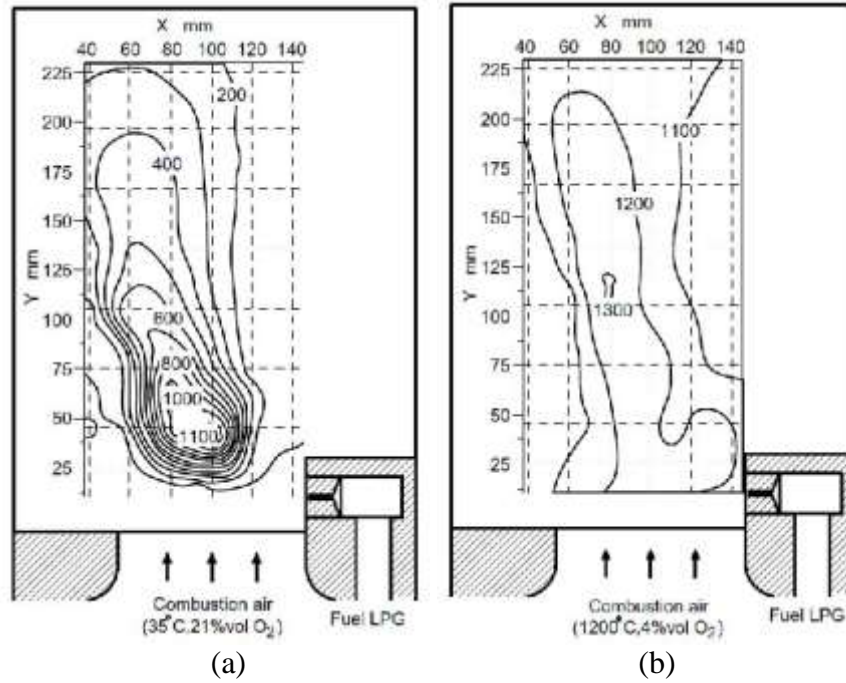 X mm
40 60 80 100 120 140
225
200
175
150
125
100
75
50
25
Y mm
200
400
600
800
1000
1100
Combustion air
(35°C,21%vol O₂)
Fuel LPG
(a)
X mm
40 60 80 100 120 140
225
200
175
150
125
100
75
50
25
Y mm
1100
1200
1300
Combustion air
(1200°C,4%vol O₂)
Fuel LPG
(b)